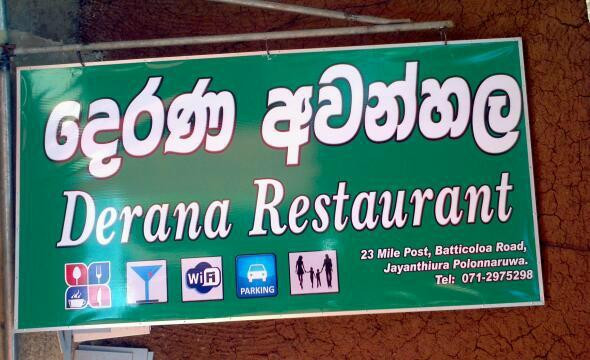 දෙරණ අවන්හල
Derana Restaurant
WiFi
PARKING
23 Mile Post, Batticoloa Road,
Jayanthiura Polonnaruwa.
Tel: 071-2975298